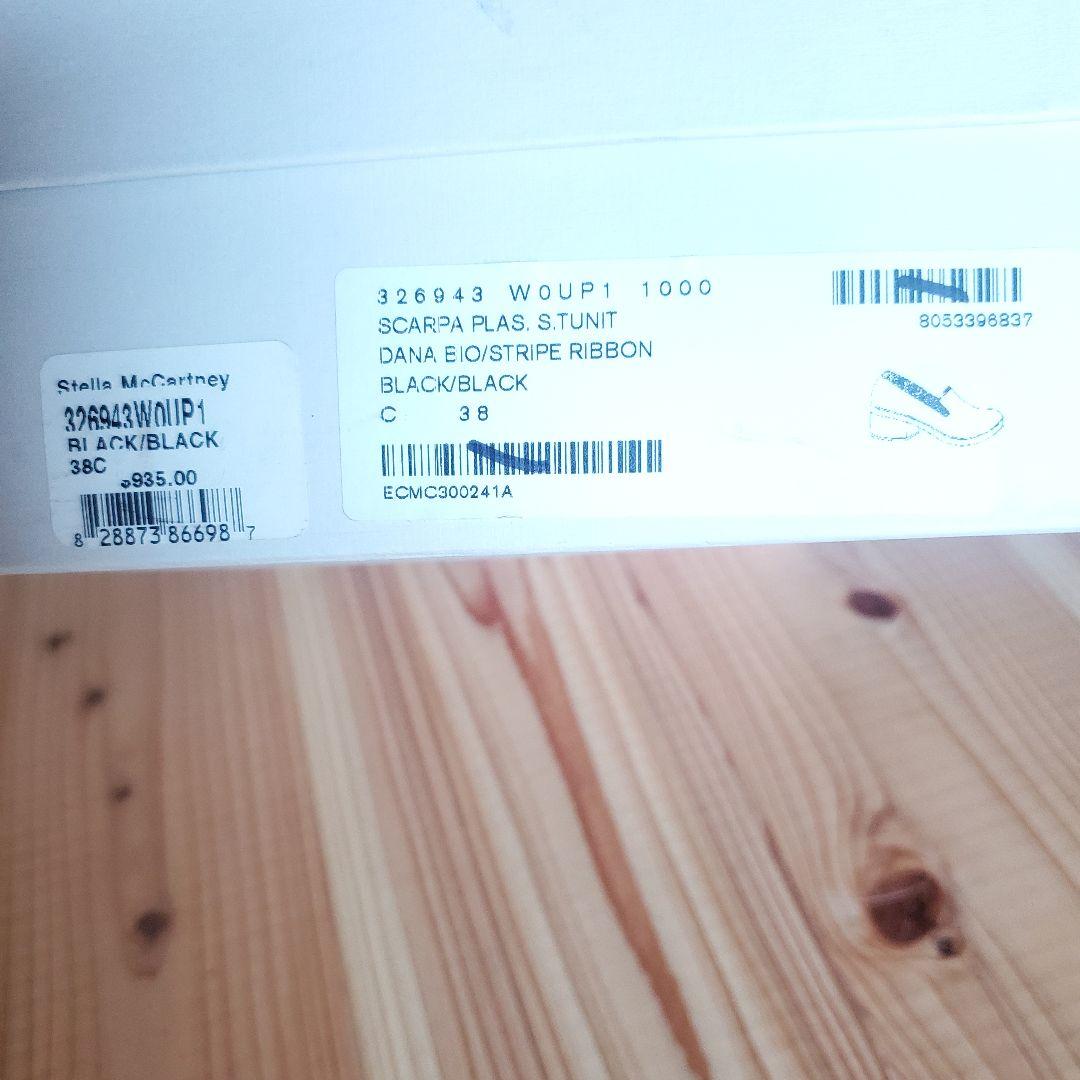 Stella McCartney
326943W0UP1
BLACK/BLACK
38C
935.00
8 28873 86698 7
326943 W0UP1 1000
SCARPA PLAS. S.TUNIT
DANA BIO/STRIPE RIBBON
BLACK/BLACK
C 38
ECMC300241A
8053396837